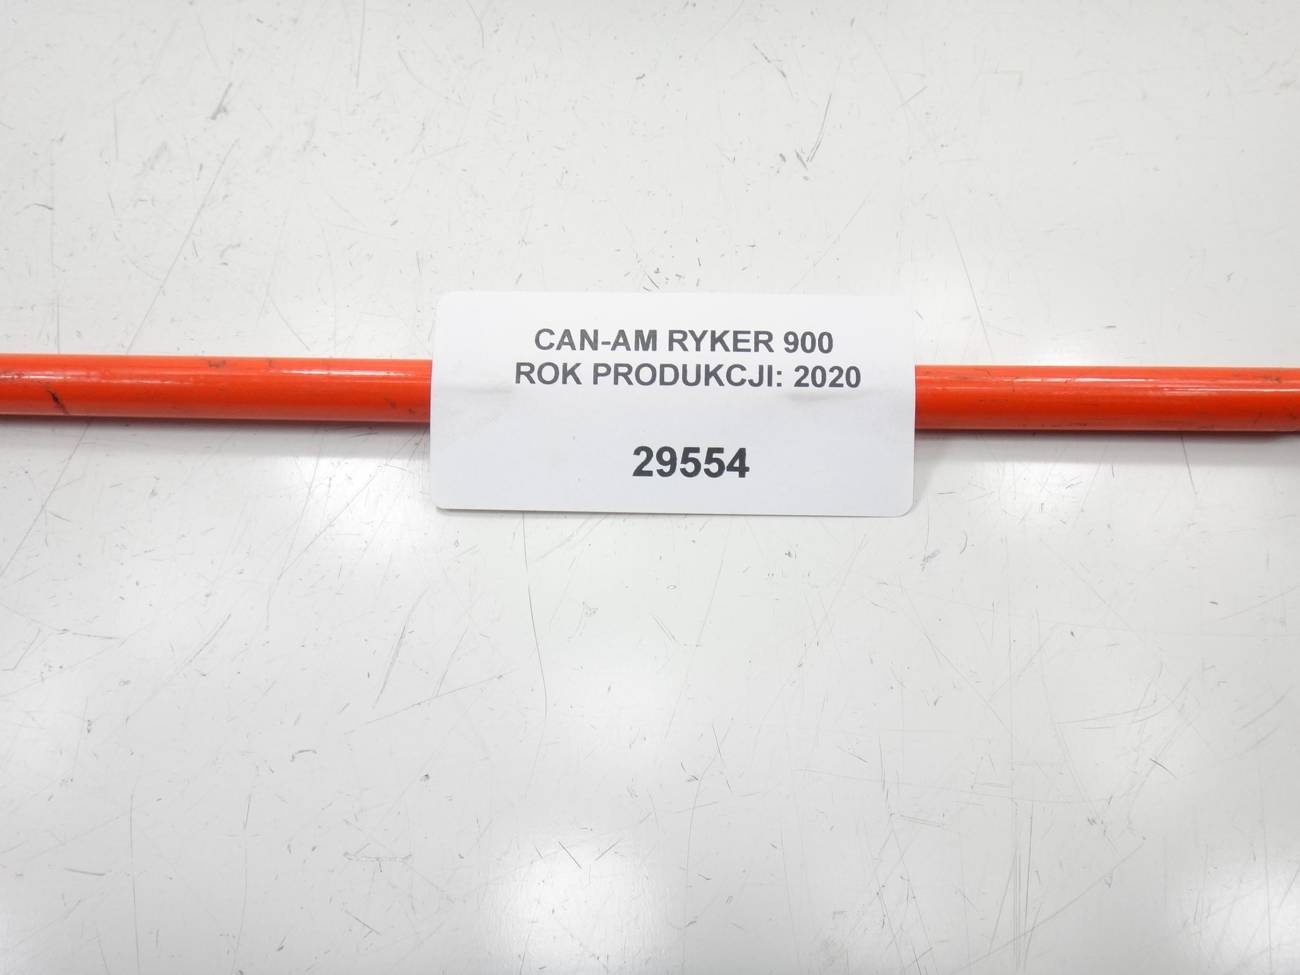 CAN-AM RYKER 900
ROK PRODUKCJI: 2020
29554